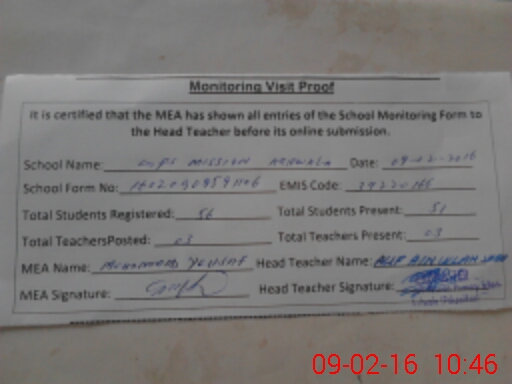 Monitoring Visit Proof
It is certified that the MEA has shown all entries of the School Monitoring Form to
the Head Teacher before its online submission.
School Name: MISSION Date: 09-02-2016
School Form No: EMIS Code:
Total Students Registered: 56 Total Students Present: 51
Total TeachersPosted: 03 Total Teachers Present: 03
MEA Name: Muhammad Yousaf Head Teacher Name:
MEA Signature: Head Teacher Signature:
09-02-16 10:46